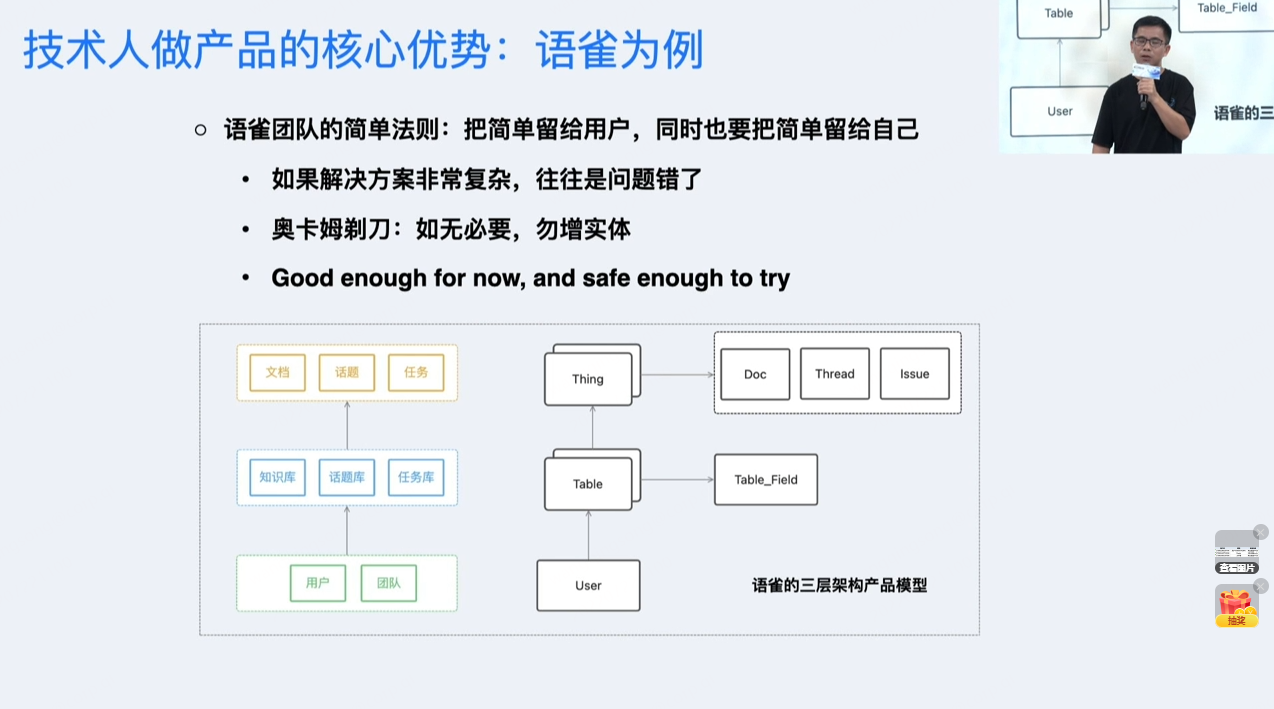 技术人做产品的核心优势：语雀为例
语雀团队的简单法则：把简单留给用户，同时也要把简单留给自己
如果解决方案非常复杂，往往是问题错了
奥卡姆剃刀：如无必要，勿增实体
Good enough for now, and safe enough to try
文档 话题 任务
知识库 话题库 任务库
用户 团队
Thing Doc Thread Issue
Table Table_Field
User
语雀的三层架构产品模型
Table Table_Field
User 语雀的三
查看图片
抽奖